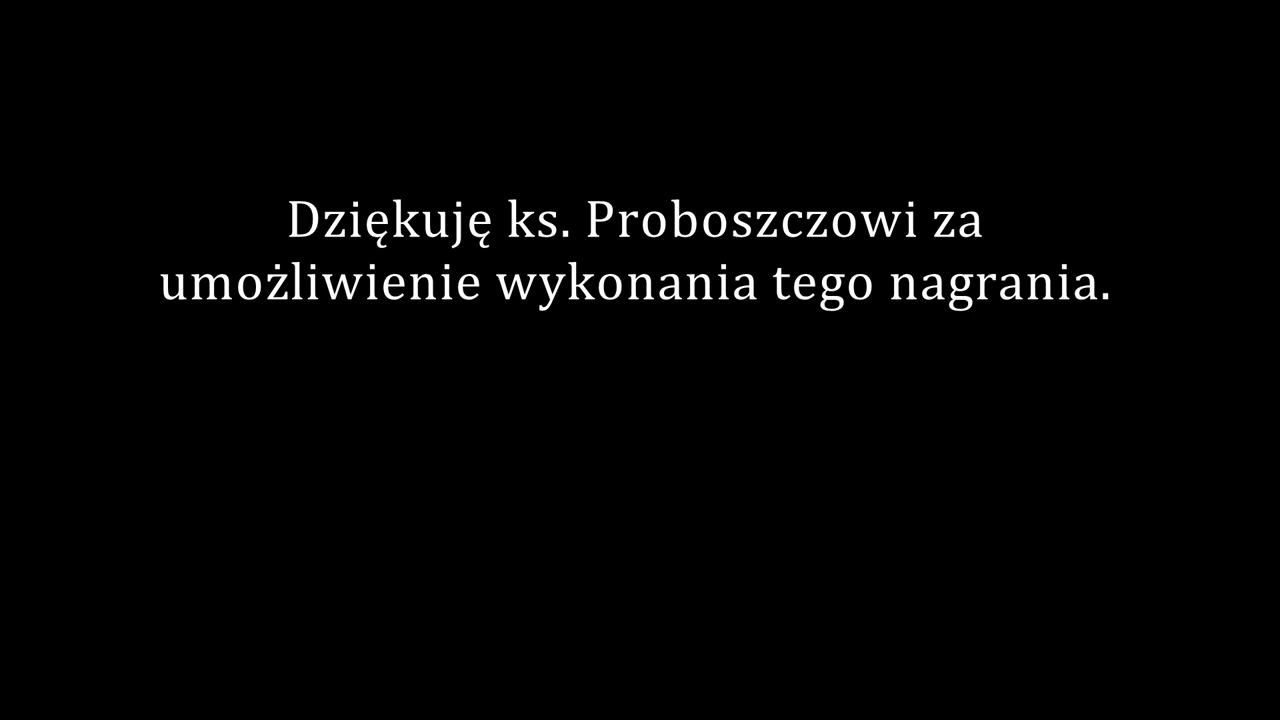 Dziękuję ks. Proboszczowi za
umożliwienie wykonania tego nagrania.